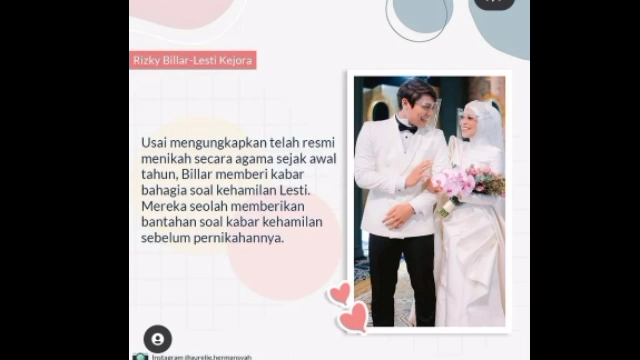 Rizky Billar-Lesti Kejora
Usai mengungkapkan telah resmi
menikah secara agama sejak awal
tahun, Billar memberi kabar
bahagia soal kehamilan Lesti.
Mereka seolah memberikan
bantahan soal kabar kehamilan
sebelum pernikahannya.
Instagram @aurelie.hermansyah